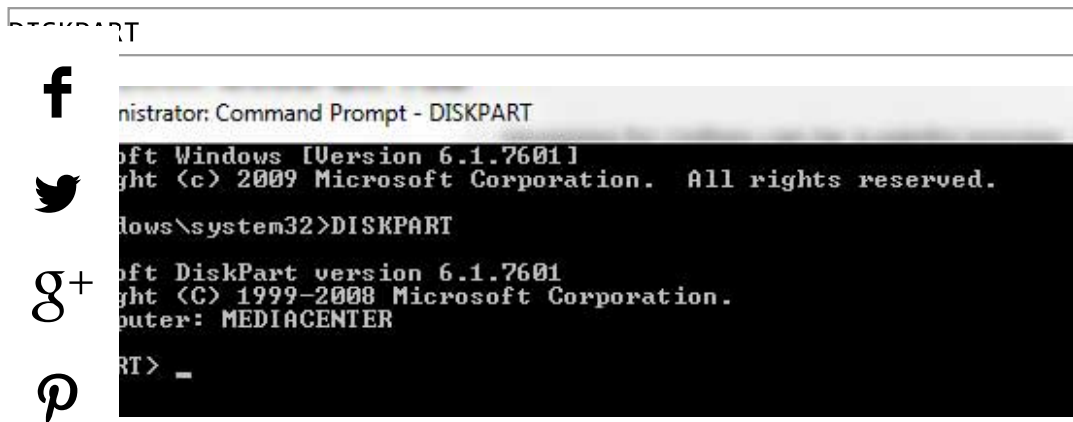 DISKPART
nistrator: Command Prompt - DISKPART
oft Windows [Version 6.1.7601]
ght (c) 2009 Microsoft Corporation.  All rights reserved.
dows\system32>DISKPART
oft DiskPart version 6.1.7601
ght (C) 1999-2008 Microsoft Corporation.
puter: MEDIACENTER
RT> _